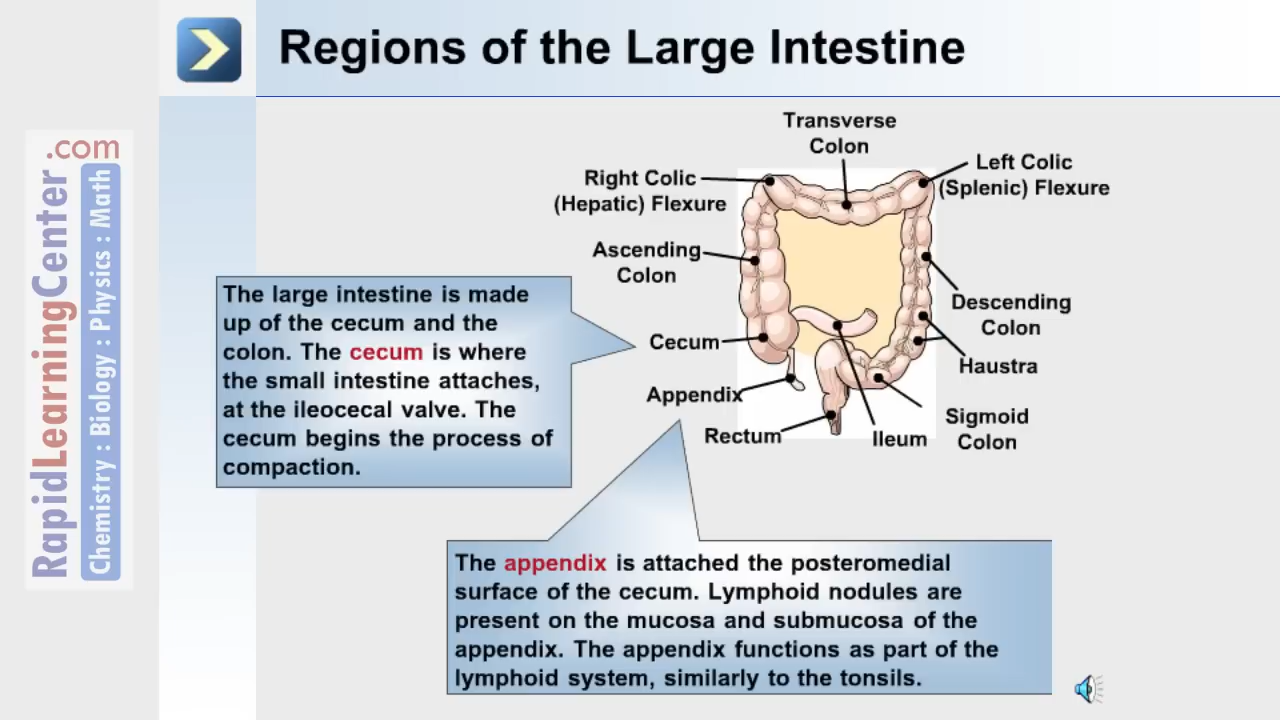 Regions of the Large Intestine
RapidLearningCenter.com
Chemistry : Biology : Physics : Math
Transverse
Colon
Right Colic
(Hepatic) Flexure
Left Colic
(Splenic) Flexure
Ascending
Colon
Descending
Colon
Cecum
Haustra
Appendix
Sigmoid
Colon
Rectum
Ileum
The large intestine is made
up of the cecum and the
colon. The cecum is where
the small intestine attaches,
at the ileocecal valve. The
cecum begins the process of
compaction.
The appendix is attached the posteromedial
surface of the cecum. Lymphoid nodules are
present on the mucosa and submucosa of the
appendix. The appendix functions as part of the
lymphoid system, similarly to the tonsils.